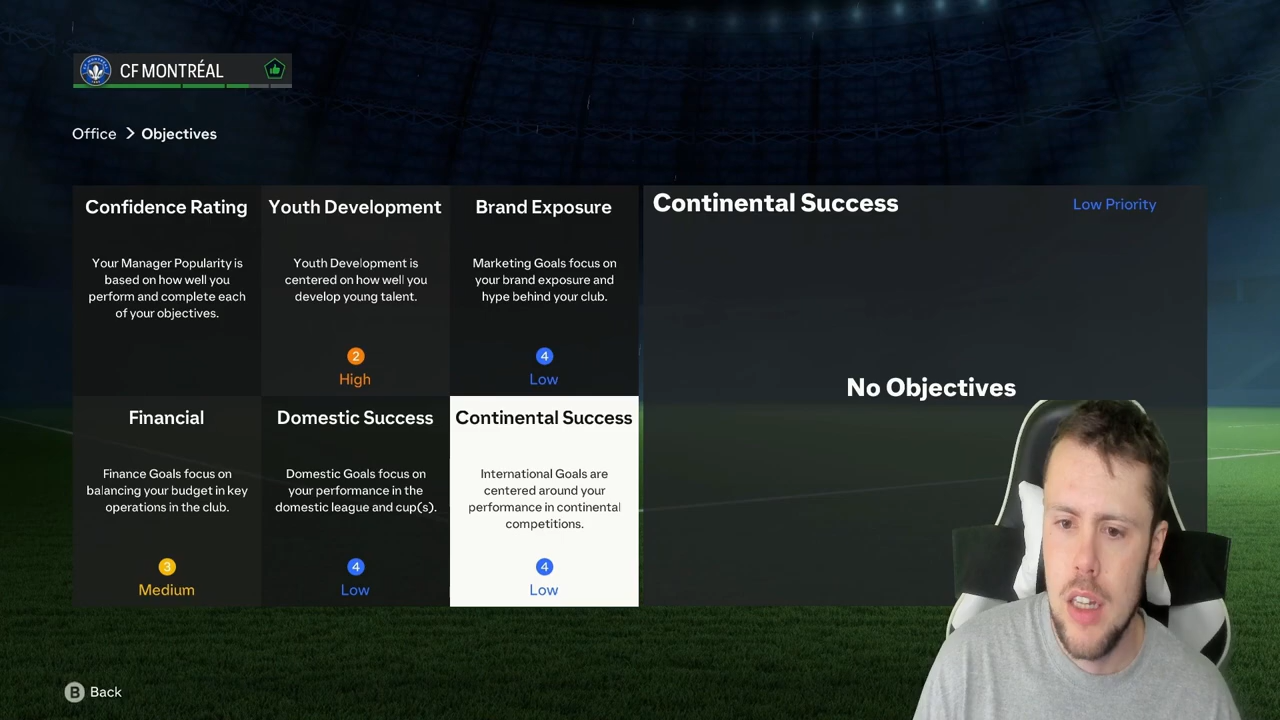 CF MONTRÉAL
Office > Objectives
Confidence Rating
Your Manager Popularity is
based on how well you
perform and complete each
of your objectives.
Youth Development
Youth Development is
centered on how well you
develop young talent.
2
High
Brand Exposure
Marketing Goals focus on
your brand exposure and
hype behind your club.
4
Low
Financial
Finance Goals focus on
balancing your budget in key
operations in the club.
3
Medium
Domestic Success
Domestic Goals focus on
your performance in the
domestic league and cup(s).
4
Low
Continental Success
International Goals are
centered around your
performance in continental
competitions.
4
Low
Continental Success
Low Priority
No Objectives
B Back